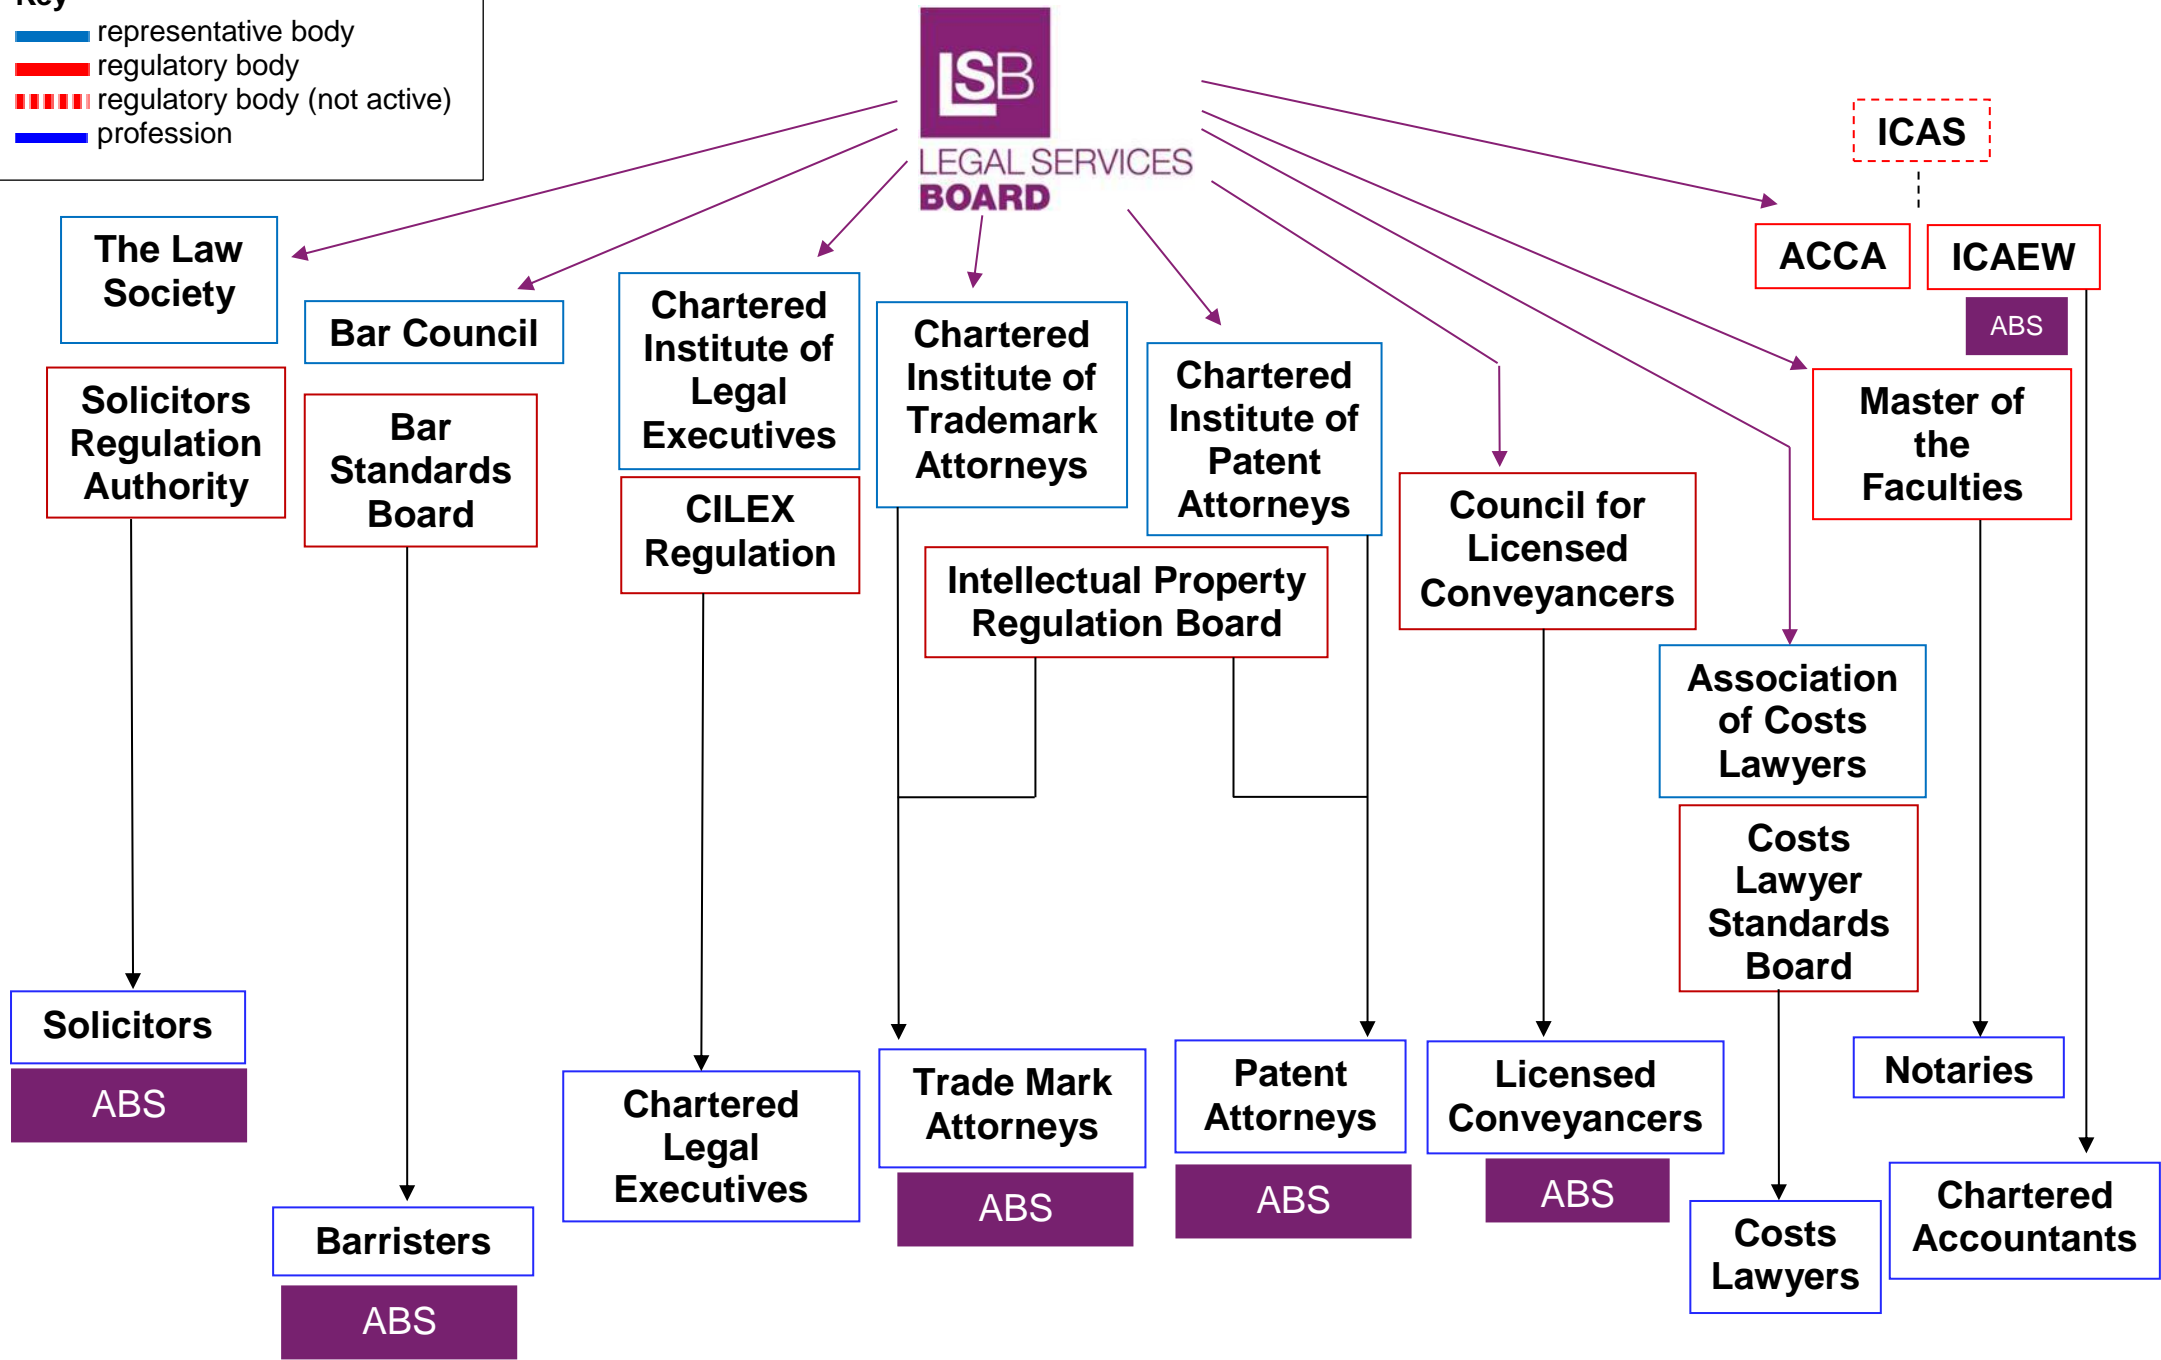 Key
representative body
regulatory body
regulatory body (not active)
profession
LSB
LEGAL SERVICES
BOARD
ICAS
The Law
Society
Bar Council
Chartered
Institute of
Legal
Executives
Chartered
Institute of
Trademark
Attorneys
Chartered
Institute of
Patent
Attorneys
ACCA
ICAEW
ABS
Solicitors
Regulation
Authority
Bar
Standards
Board
CILEX
Regulation
Intellectual Property
Regulation Board
Council for
Licensed
Conveyancers
Master of
the
Faculties
Association
of Costs
Lawyers
Costs
Lawyer
Standards
Board
Solicitors
ABS
Barristers
ABS
Chartered
Legal
Executives
Trade Mark
Attorneys
ABS
Patent
Attorneys
ABS
Licensed
Conveyancers
ABS
Costs
Lawyers
Notaries
Chartered
Accountants